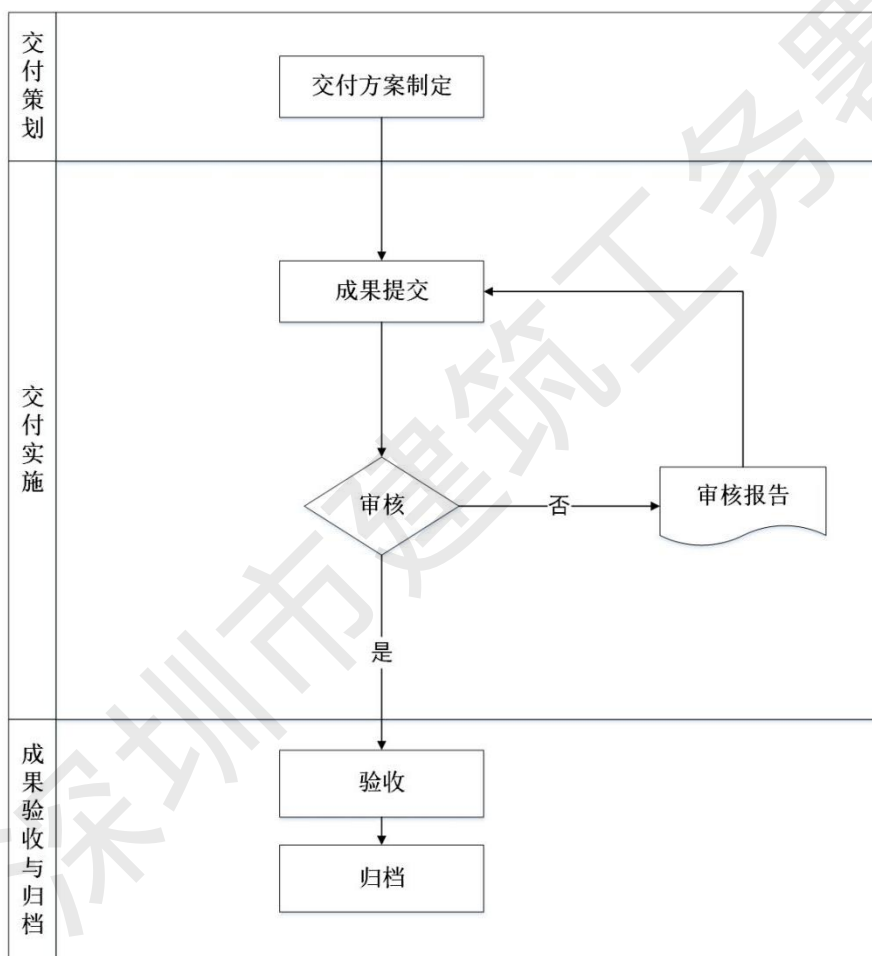 交付策划
交付方案制定
交付实施
成果提交
审核
否
审核报告
是
成果验收与归档
验收
归档
深圳市建筑工务署